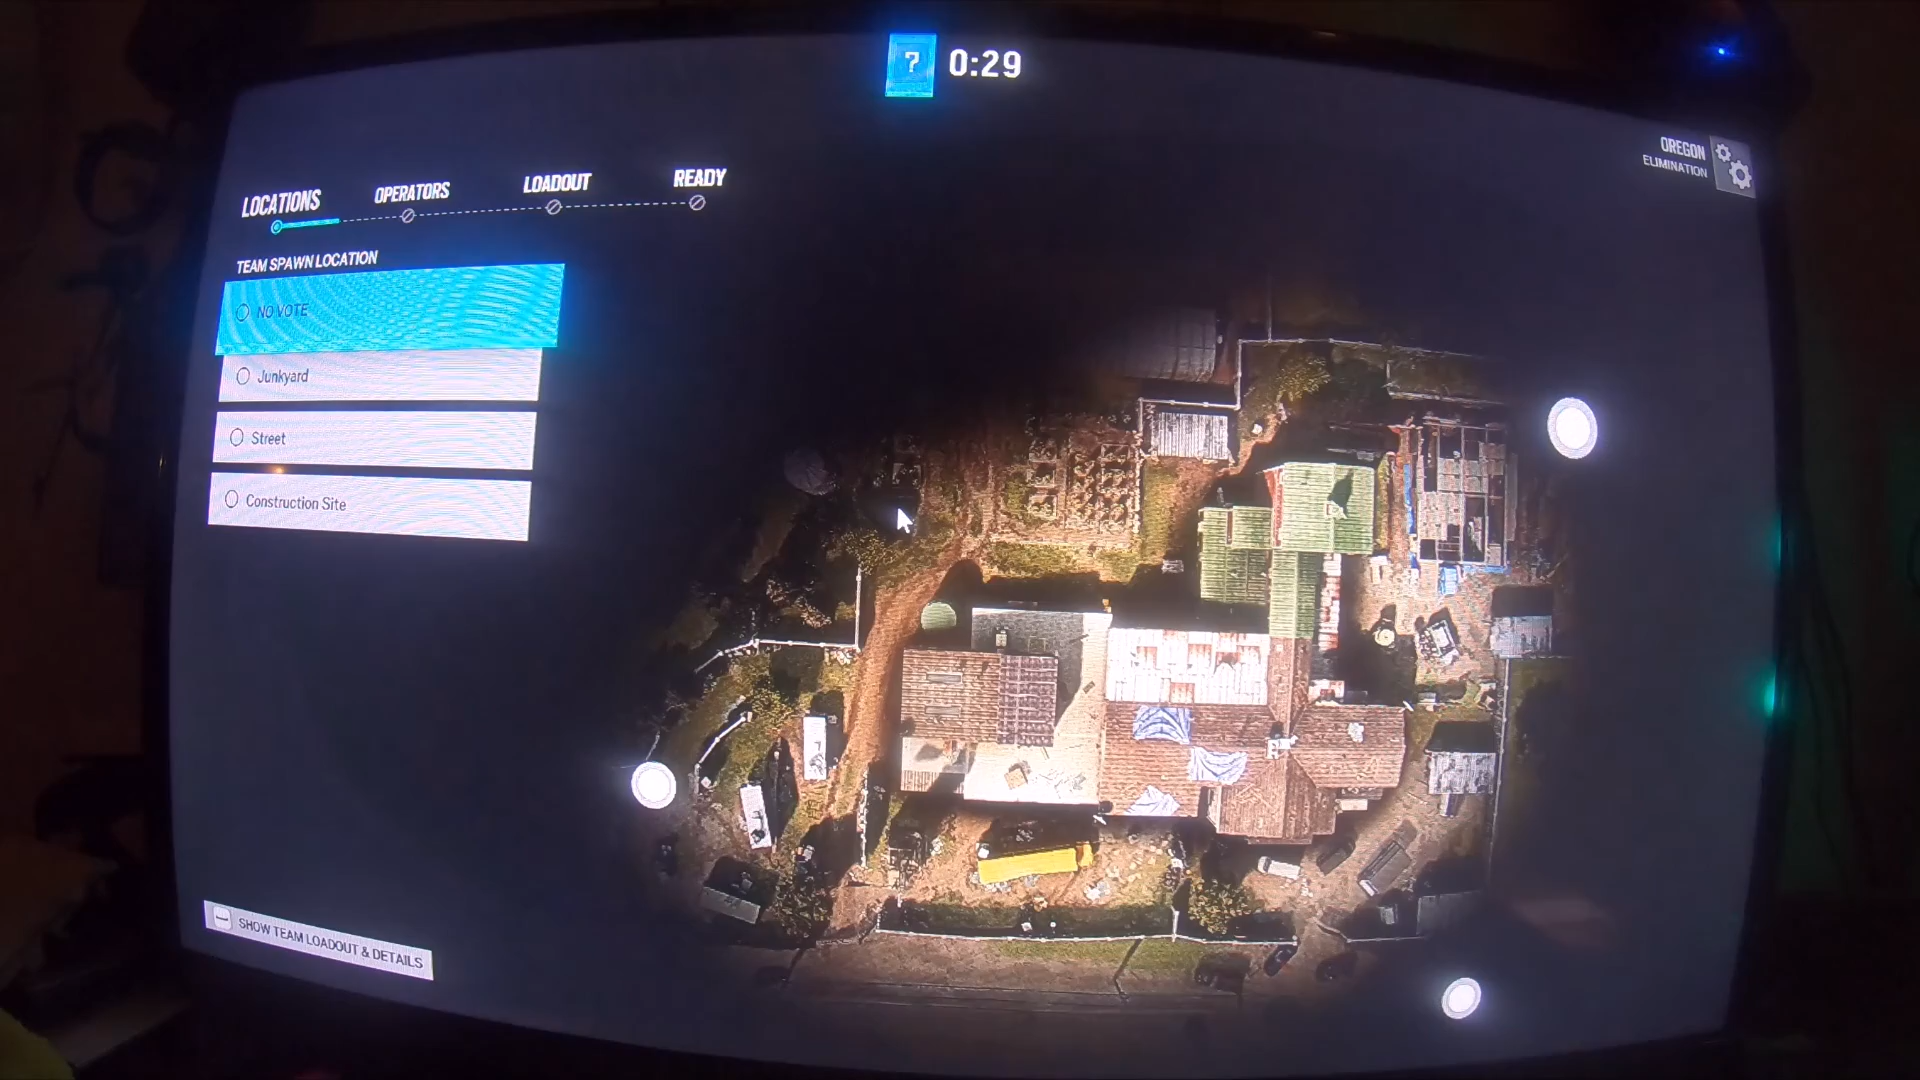 ?
0:29
OREGON
ELIMINATION
LOCATIONS
OPERATORS
LOADOUT
READY
TEAM SPAWN LOCATION
NO VOTE
Junkyard
Street
Construction Site
SHOW TEAM LOADOUT & DETAILS